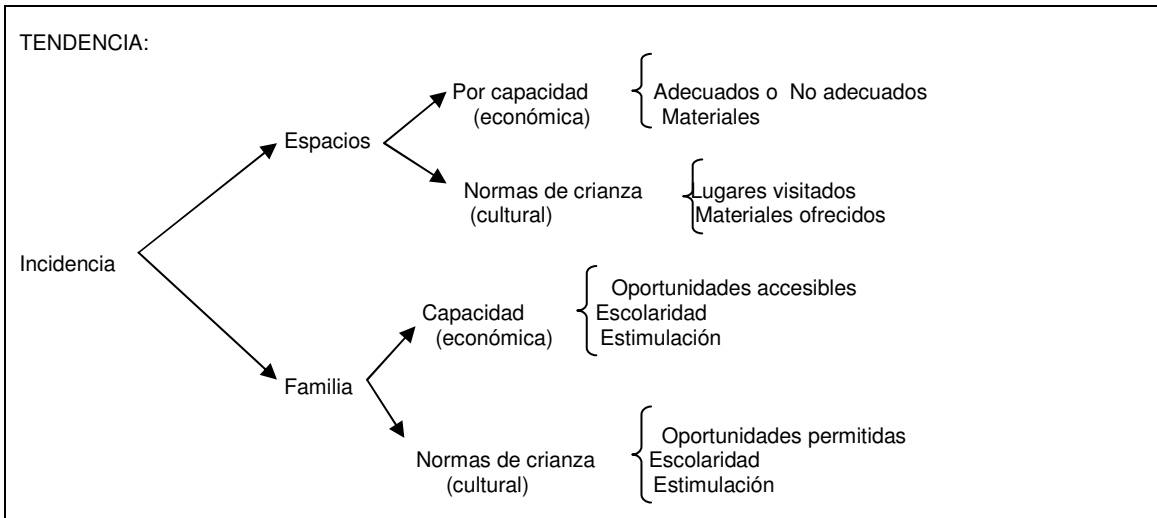 TENDENCIA:
Por capacidad
(económica)
Adecuados o No adecuados
Materiales
Espacios
Normas de crianza
(cultural)
Lugares visitados
Materiales ofrecidos
Incidencia
Capacidad
(económica)
Oportunidades accesibles
Escolaridad
Estimulación
Familia
Normas de crianza
(cultural)
Oportunidades permitidas
Escolaridad
Estimulación